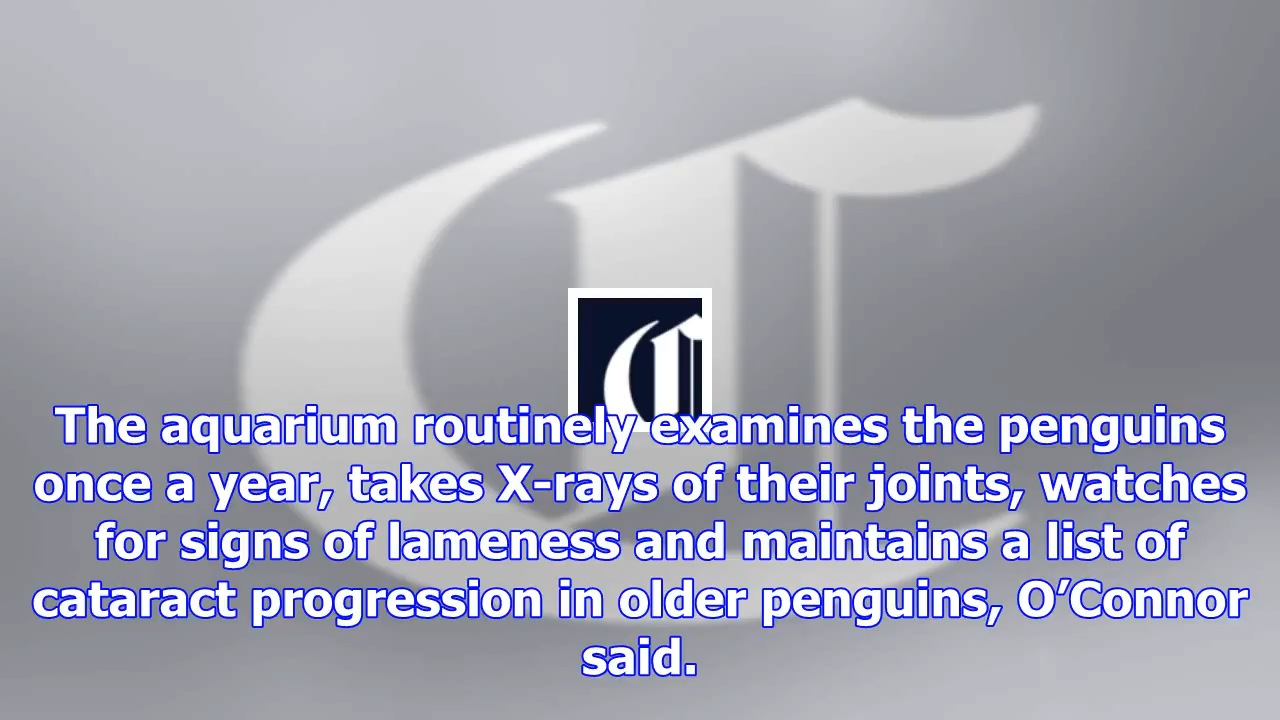 The aquarium routinely examines the penguins
once a year, takes X-rays of their joints, watches
for signs of lameness and maintains a list of
cataract progression in older penguins, O’Connor
said.